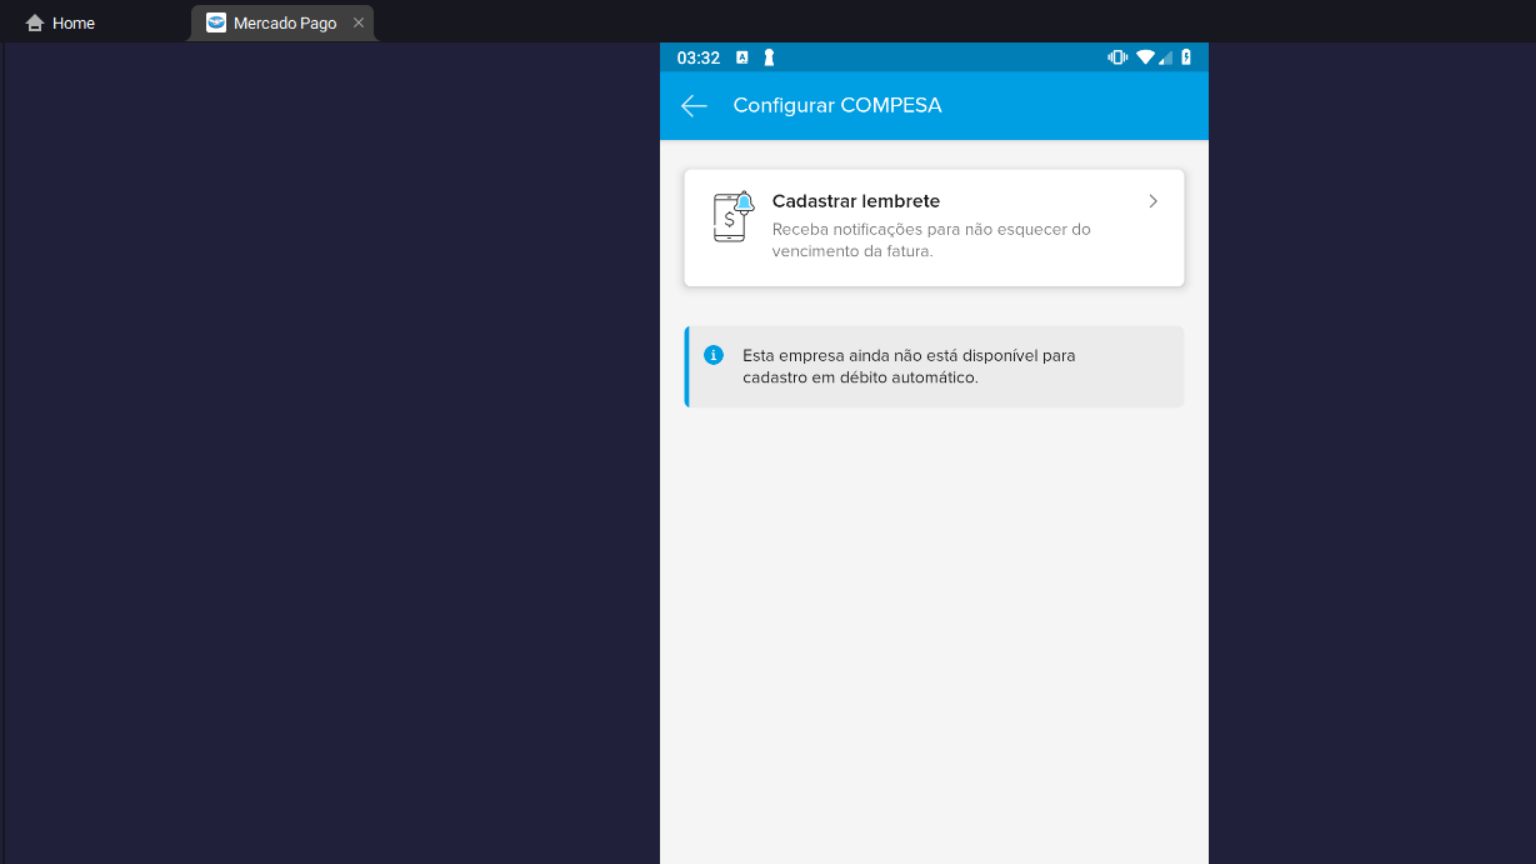 Home
Mercado Pago
03:32
Configurar COMPESA
Cadastrar lembrete
Receba notificações para não esquecer do
vencimento da fatura.
Esta empresa ainda não está disponível para
cadastro em débito automático.